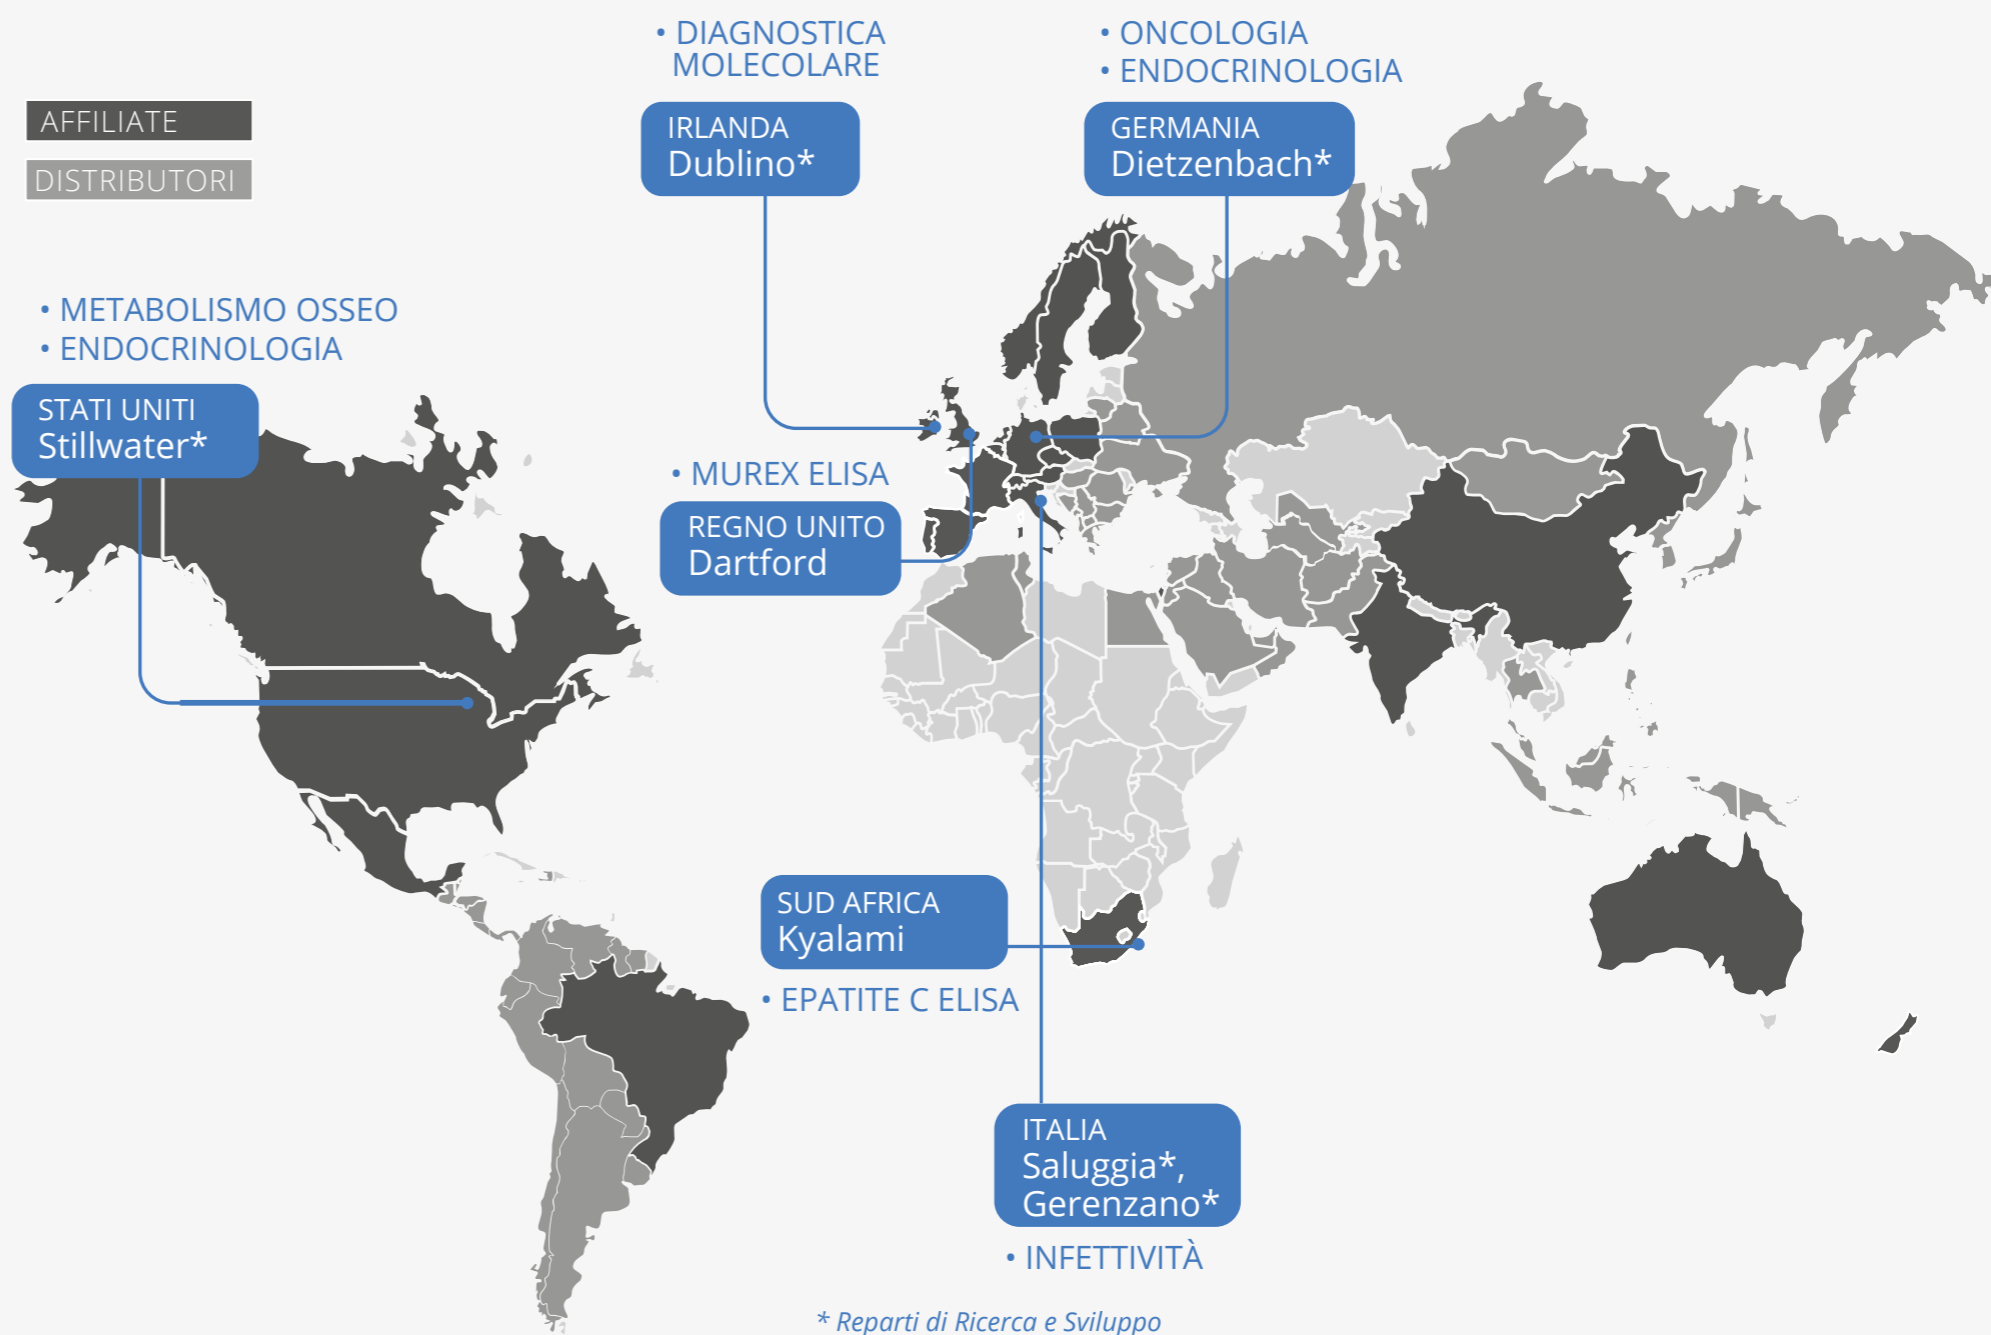 • DIAGNOSTICA
MOLECOLARE
• ONCOLOGIA
• ENDOCRINOLOGIA
AFFILIATE
DISTRIBUTORI
IRLANDA
Dublino*
GERMANIA
Dietzenbach*
• METABOLISMO OSSEO
• ENDOCRINOLOGIA
STATI UNITI
Stillwater*
• MUREX ELISA
REGNO UNITO
Dartford
SUD AFRICA
Kyalami
• EPATITE C ELISA
ITALIA
Saluggia*,
Gerenzano*
• INFETTIVITÀ
* Reparti di Ricerca e Sviluppo